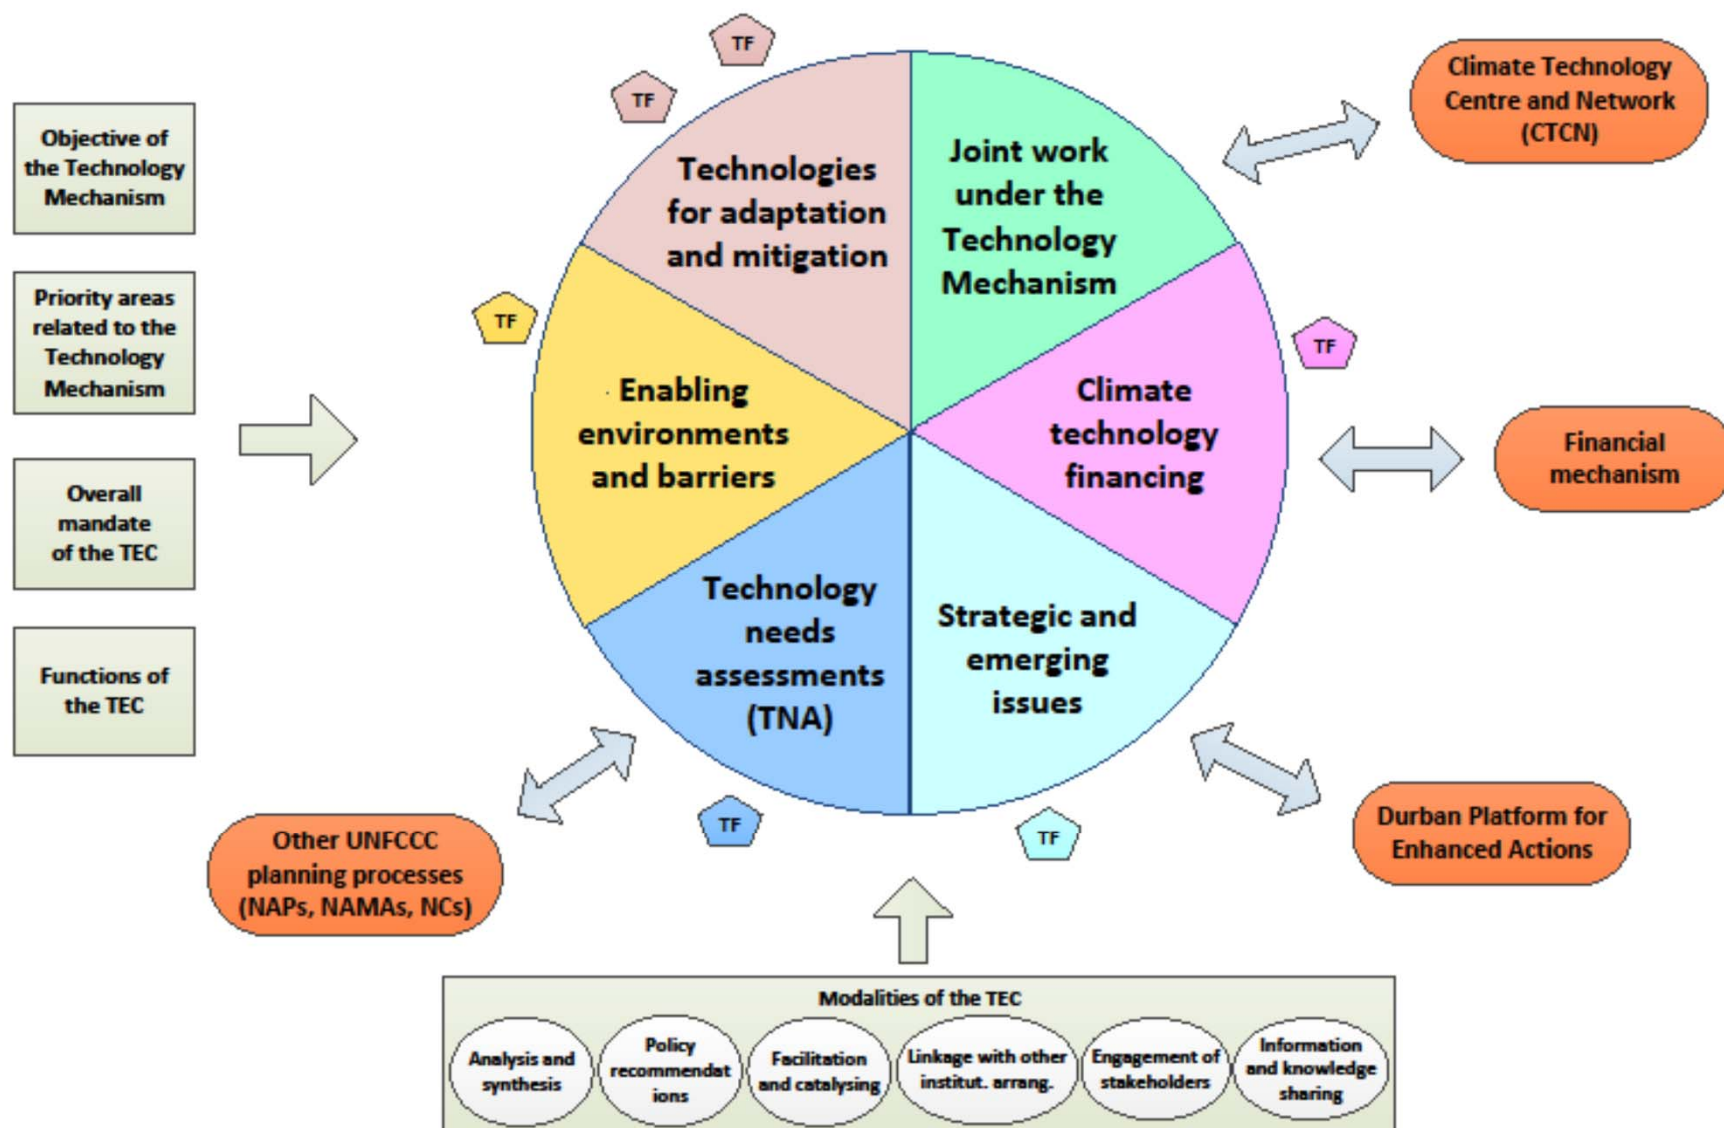 TF
TF
Objective of
the Technology
Mechanism
Priority areas
related to the
Technology
Mechanism
Overall
mandate
of the TEC
Functions of
the TEC
Technologies
for adaptation
and mitigation
Joint work
under the
Technology
Mechanism
Climate Technology
Centre and Network
(CTCN)
TF
Enabling
environments
and barriers
Climate
technology
financing
TF
Financial
mechanism
Technology
needs
assessments
(TNA)
Strategic and
emerging
issues
TF
TF
Other UNFCCC
planning processes
(NAPs, NAMAs, NCs)
Durban Platform for
Enhanced Actions
Modalities of the TEC
Analysis and
synthesis
Policy
recommendat
ions
Facilitation
and catalysing
Linkage with other
institut. arrang.
Engagement of
stakeholders
Information
and knowledge
sharing